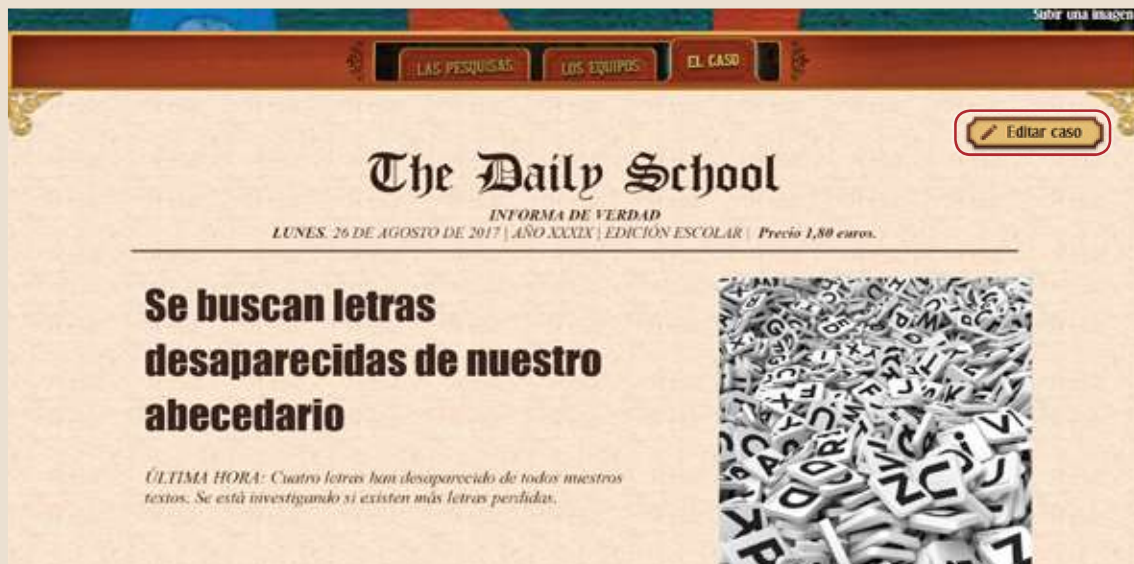 Subir una imagen
LAS PESQUISAS LOS EQUIPOS EL CASO
Editar caso
The Daily School
INFORMA DE VERDAD
LUNES. 26 DE AGOSTO DE 2017 | AÑO XXXIX | EDICIÓN ESCOLAR | Precio 1,80 euros.
Se buscan letras
desaparecidas de nuestro
abecedario
ÚLTIMA HORA: Cuatro letras han desaparecido de todos nuestros
textos. Se está investigando si existen más letras perdidas.